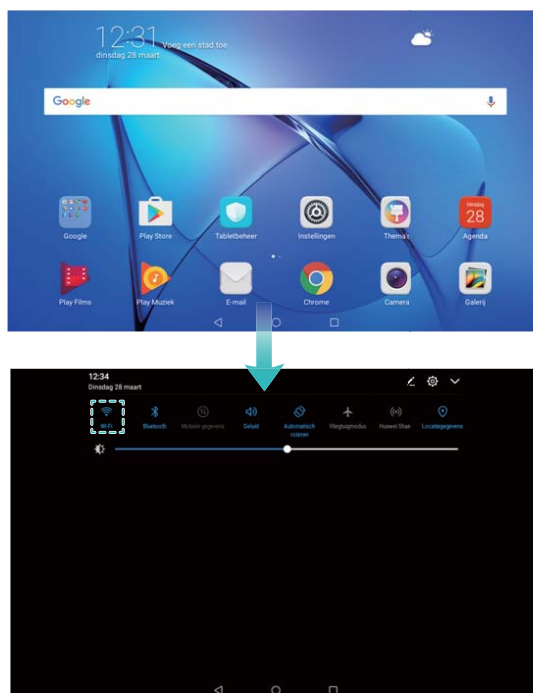 12:31 Voeg een stad toe
dinsdag 28 maart
Google
Google
Play Store
Tabletbeheer
Instellingen
Thema's
dinsdag
28
Agenda
Play Films
Play Muziek
E-mail
Chrome
Camera
Galerij
12:34
Dinsdag 28 maart
Wi-Fi
Bluetooth
Mobiele gegevens
Geluid
Automatisch
roteren
Vliegtuigmodus
Huawei Share
Locatiegegevens